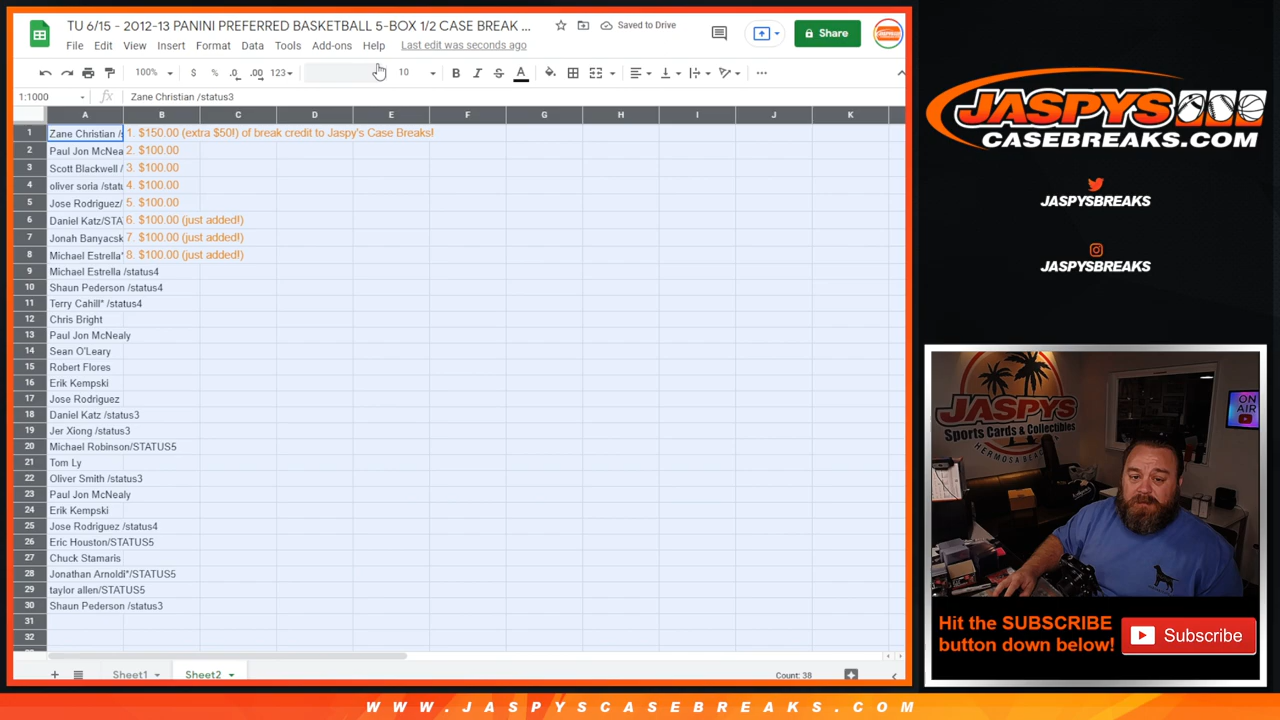 TU 6/15 - 2012-13 PANINI PREFERRED BASKETBALL 5-BOX 1/2 CASE BREAK ...
Saved to Drive
Share
File Edit View Insert Format Data Tools Add-ons Help Last edit was seconds ago
100% $ % .0 .00 123 10 B I S A
1:1000 fx Zane Christian /status3
A B C D E F G H I J K
1 Zane Christian /s 1. $150.00 (extra $50!) of break credit to Jaspy's Case Breaks!
2 Paul Jon McNea 2. $100.00
3 Scott Blackwell / 3. $100.00
4 oliver soria /statu 4. $100.00
5 Jose Rodriguez/ 5. $100.00
6 Daniel Katz/STA 6. $100.00 (just added!)
7 Jonah Banyacsk 7. $100.00 (just added!)
8 Michael Estrella* 8. $100.00 (just added!)
9 Michael Estrella /status4
10 Shaun Pederson /status4
11 Terry Cahill* /status4
12 Chris Bright
13 Paul Jon McNealy
14 Sean O'Leary
15 Robert Flores
16 Erik Kempski
17 Jose Rodriguez
18 Daniel Katz /status3
19 Jer Xiong /status3
20 Michael Robinson/STATUS5
21 Tom Ly
22 Oliver Smith /status3
23 Paul Jon McNealy
24 Erik Kempski
25 Jose Rodriguez /status4
26 Eric Houston/STATUS5
27 Chuck Stamaris
28 Jonathan Arnoldi*/STATUS5
29 taylor allen/STATUS5
30 Shaun Pederson /status3
31
32
Sheet1 Sheet2 Count: 38
JASPYS
CASEBREAKS.COM
JASPYSBREAKS
JASPYSBREAKS
JASPYS
Sports Cards & Collectibles
HERMOSA BEACH
ON
AIR
Hit the SUBSCRIBE
button down below!
Subscribe
WWW.JASPYSCASEBREAKS.COM